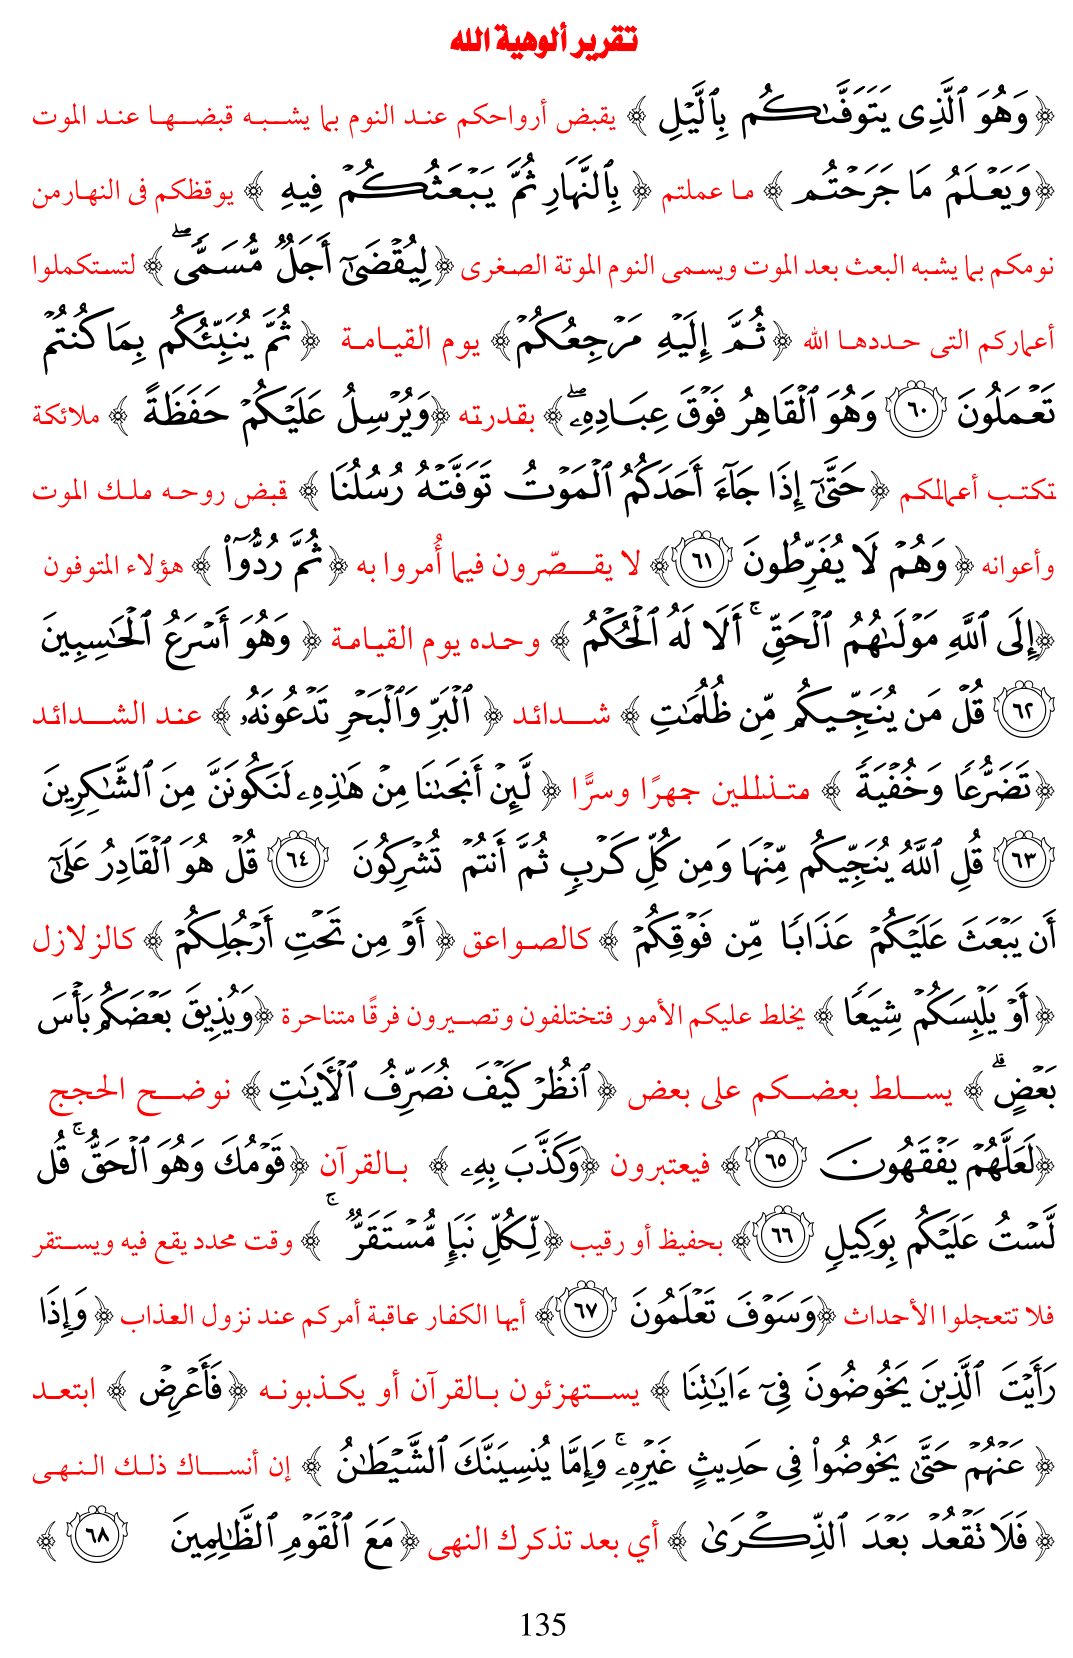 تقرير ألوهية الله
﴿وَهُوَ ٱلَّذِى يَتَوَفَّىٰكُم بِٱلَّيْلِ ﴾ يقبض أرواحكم عند النوم بما يشبه قبضها عند الموت
﴿وَيَعْلَمُ مَا جَرَحْتُم ﴾ ما عملتم ﴿ بِٱلنَّهَارِ ثُمَّ يَبْعَثُكُمْ فِيهِ ﴾ يوقظكم فى النهار من
نومكم بما يشبه البعث بعد الموت ويسمى النوم الموتة الصغرى ﴿لِيُقْضَىٰٓ أَجَلٌ مُّسَمًّى ۖ ﴾ لتستكملوا
أعماركم التى حددها الله ﴿ ثُمَّ إِلَيْهِ مَرْجِعُكُمْ﴾ يوم القيامة ﴿ ثُمَّ يُنَبِّئُكُم بِمَا كُنتُمْ
تَعْمَلُونَ ٦٠ وَهُوَ ٱلْقَاهِرُ فَوْقَ عِبَادِهِۦ ۖ ﴾ بقدرته ﴿وَيُرْسِلُ عَلَيْكُمْ حَفَظَةً ﴾ ملائكة
تكتب أعمالكم ﴿حَتَّىٰٓ إِذَا جَآءَ أَحَدَكُمُ ٱلْمَوْتُ تَوَفَّتْهُ رُسُلُنَا ﴾ قبض روحه ملك الموت
وأعوانه ﴿ وَهُمْ لَا يُفَرِّطُونَ ٦١﴾ لا يقصّرون فيما أُمروا به ﴿ ثُمَّ رُدُّوٓا۟ ﴾ هؤلاء المتوفون
﴿إِلَى ٱللَّهِ مَوْلَىٰهُمُ ٱلْحَقِّ ۚ أَلَا لَهُ ٱلْحُكْمُ ﴾ وحده يوم القيامة ﴿ وَهُوَ أَسْرَعُ ٱلْحَٰسِبِينَ
٦٢ قُلْ مَن يُنَجِّيكُم مِّن ظُلُمَٰتِ ﴾ شدائد ﴿ ٱلْبَرِّ وَٱلْبَحْرِ تَدْعُونَهُۥ ﴾ عند الشدائد
﴿تَضَرُّعًا وَخُفْيَةً ﴾ متذللين جهرًا وسرًّا ﴿ لَّئِنْ أَنجَىٰنَا مِنْ هَٰذِهِۦ لَنَكُونَنَّ مِنَ ٱلشَّٰكِرِينَ
٦٣ قُلِ ٱللَّهُ يُنَجِّيكُم مِّنْهَا وَمِن كُلِّ كَرْبٍ ثُمَّ أَنتُمْ تُشْرِكُونَ ٦٤ قُلْ هُوَ ٱلْقَادِرُ عَلَىٰٓ
أَن يَبْعَثَ عَلَيْكُمْ عَذَابًا مِّن فَوْقِكُمْ ﴾ كالصواعق ﴿ أَوْ مِن تَحْتِ أَرْجُلِكُمْ ﴾ كالزلازل
﴿ أَوْ يَلْبِسَكُمْ شِيَعًا ﴾ يخلط عليكم الأمور فتختلفون وتصيرون فرقًا متناحرة ﴿وَيُذِيقَ بَعْضَكُم بَأْسَ
بَعْضٍ ۗ ﴾ يسلط بعضكم على بعض ﴿ ٱنظُرْ كَيْفَ نُصَرِّفُ ٱلْءَايَٰتِ ﴾ نوضح الحجج
﴿لَعَلَّهُمْ يَفْقَهُونَ ٦٥ ﴾ فيعتبرون ﴿وَكَذَّبَ بِهِۦ ﴾ بالقرآن ﴿قَوْمُكَ وَهُوَ ٱلْحَقُّ ۚ قُل
لَّسْتُ عَلَيْكُم بِوَكِيلٍ ٦٦ ﴾ بحفيظ أو رقيب ﴿لِّكُلِّ نَبَإٍ مُّسْتَقَرٌّ ۚ ﴾ وقت محدد يقع فيه ويستقر
فلا تتعجلوا الأحداث ﴿وَسَوْفَ تَعْلَمُونَ ٦٧﴾ أيها الكفار عاقبة أمركم عند نزول العذاب ﴿ وَإِذَا
رَأَيْتَ ٱلَّذِينَ يَخُوضُونَ فِىٓ ءَايَٰتِنَا ﴾ يستهزئون بالقرآن أو يكذبونه ﴿ فَأَعْرِضْ ﴾ ابتعد
﴿ عَنْهُمْ حَتَّىٰ يَخُوضُوا۟ فِى حَدِيثٍ غَيْرِهِۦ ۚ وَإِمَّا يُنسِيَنَّكَ ٱلشَّيْطَٰنُ ﴾ إن أنساك ذلك النهى
﴿ فَلَا تَقْعُدْ بَعْدَ ٱلذِّكْرَىٰ ﴾ أي بعد تذكرك النهى ﴿مَعَ ٱلْقَوْمِ ٱلظَّٰلِمِينَ ٦٨ ﴾
135